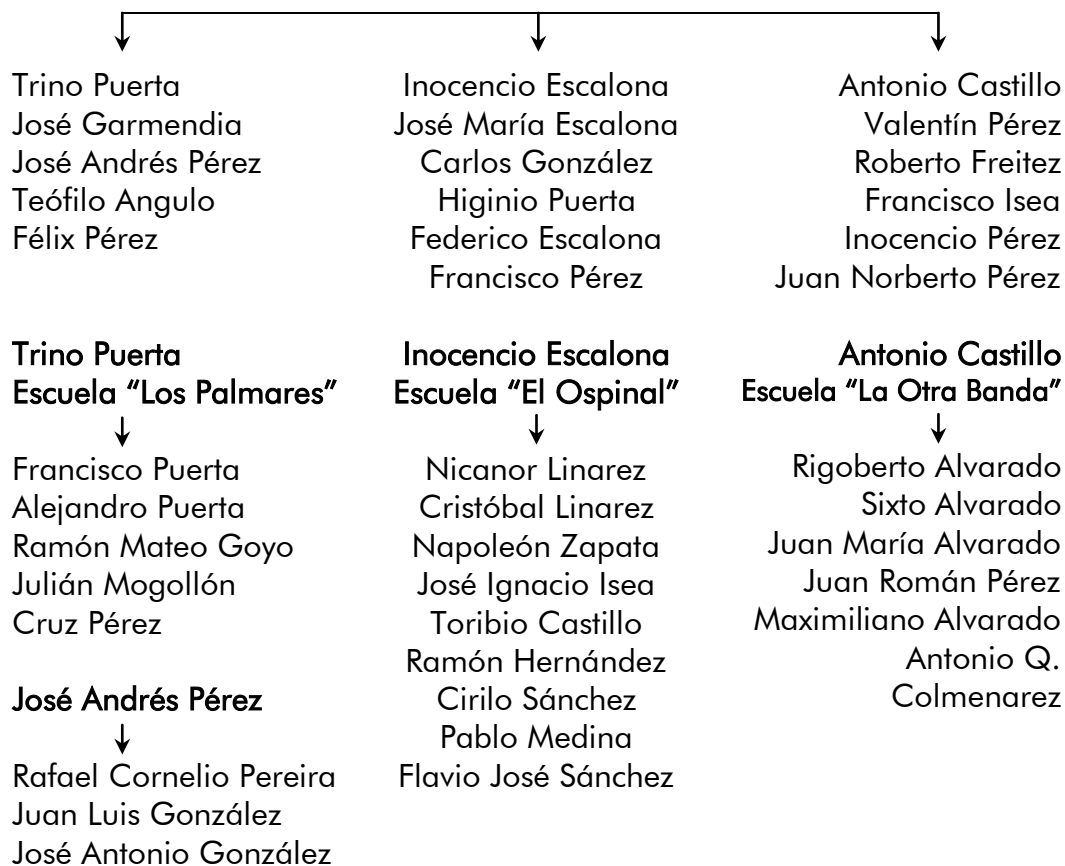 Trino Puerta
José Garmendia
José Andrés Pérez
Teófilo Angulo
Félix Pérez
Inocencio Escalona
José María Escalona
Carlos González
Higinio Puerta
Federico Escalona
Francisco Pérez
Antonio Castillo
Valentín Pérez
Roberto Freitez
Francisco Isea
Inocencio Pérez
Juan Norberto Pérez
Trino Puerta
Escuela “Los Palmares”
Francisco Puerta
Alejandro Puerta
Ramón Mateo Goyo
Julián Mogollón
Cruz Pérez
José Andrés Pérez
Rafael Cornelio Pereira
Juan Luis González
José Antonio González
Inocencio Escalona
Escuela “El Ospinal”
Nicanor Linarez
Cristóbal Linarez
Napoleón Zapata
José Ignacio Isea
Toribio Castillo
Ramón Hernández
Cirilo Sánchez
Pablo Medina
Flavio José Sánchez
Antonio Castillo
Escuela “La Otra Banda”
Rigoberto Alvarado
Sixto Alvarado
Juan María Alvarado
Juan Román Pérez
Maximiliano Alvarado
Antonio Q.
Colmenarez